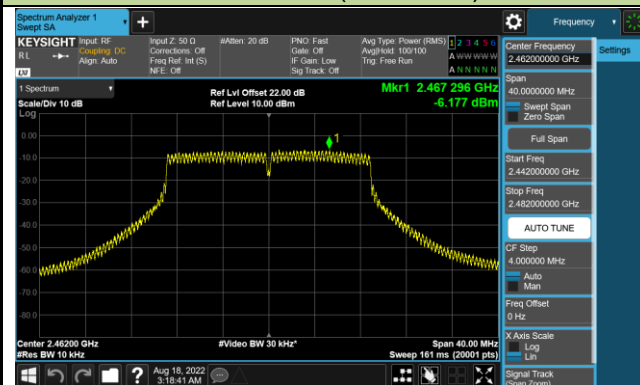 Spectrum Analyzer 1
Swept SA
Frequency
KEYSIGHT
RL
LXI
Input: RF
Coupling: DC
Align: Auto
Input Z: 50 Ω
Corrections: Off
Freq Ref: Int (S)
NFE: Off
#Atten: 20 dB
PNO: Fast
Gate: Off
IF Gain: Low
Sig Track: Off
Avg Type: Power (RMS)
Avg|Hold: 100/100
Trig: Free Run
1 2 3 4 5 6
A W W W W W
A N N N N N
1 Spectrum
Scale/Div 10 dB
Log
Ref Lvl Offset 22.00 dB
Ref Level 10.00 dBm
Mkr1 2.467 296 GHz
-6.177 dBm
1
0.00
-10.0
-20.0
-30.0
-40.0
-50.0
-60.0
-70.0
-80.0
Center 2.46200 GHz
#Res BW 10 kHz
#Video BW 30 kHz*
Span 40.00 MHz
Sweep 161 ms (20001 pts)
Center Frequency
2.462000000 GHz
Settings
Span
40.0000000 MHz
Swept Span
Zero Span
Full Span
Start Freq
2.442000000 GHz
Stop Freq
2.482000000 GHz
AUTO TUNE
CF Step
4.000000 MHz
Auto
Man
Freq Offset
0 Hz
X Axis Scale
Log
Lin
Signal Track
(Span Zoom)
?
Aug 18, 2022
3:18:41 AM